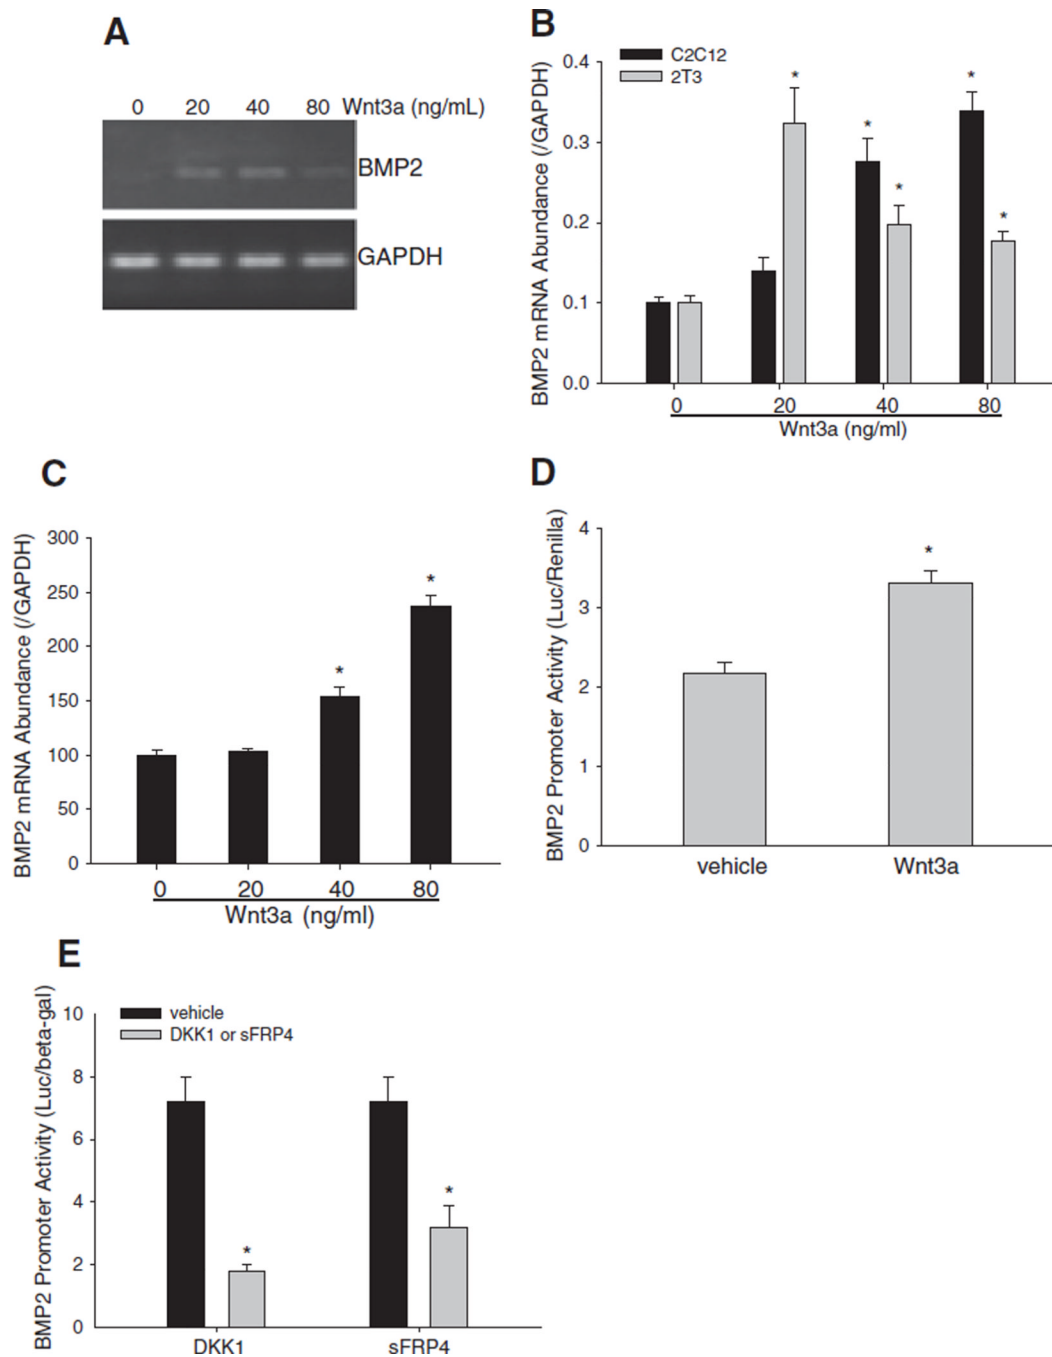 A
0 20 40 80 Wnt3a (ng/mL)
BMP2
GAPDH
B
C2C12
2T3
BMP2 mRNA Abundance (/GAPDH)
0.4
0.3
0.2
0.1
0.0
* * * * *
0 20 40 80
Wnt3a (ng/ml)
C
BMP2 mRNA Abundance (/GAPDH)
300
250
200
150
100
50
0
* *
0 20 40 80
Wnt3a (ng/ml)
D
BMP2 Promoter Activity (Luc/Renilla)
4
3
2
1
0
*
vehicle Wnt3a
E
vehicle
DKK1 or sFRP4
BMP2 Promoter Activity (Luc/beta-gal)
10
8
6
4
2
0
* *
DKK1 sFRP4